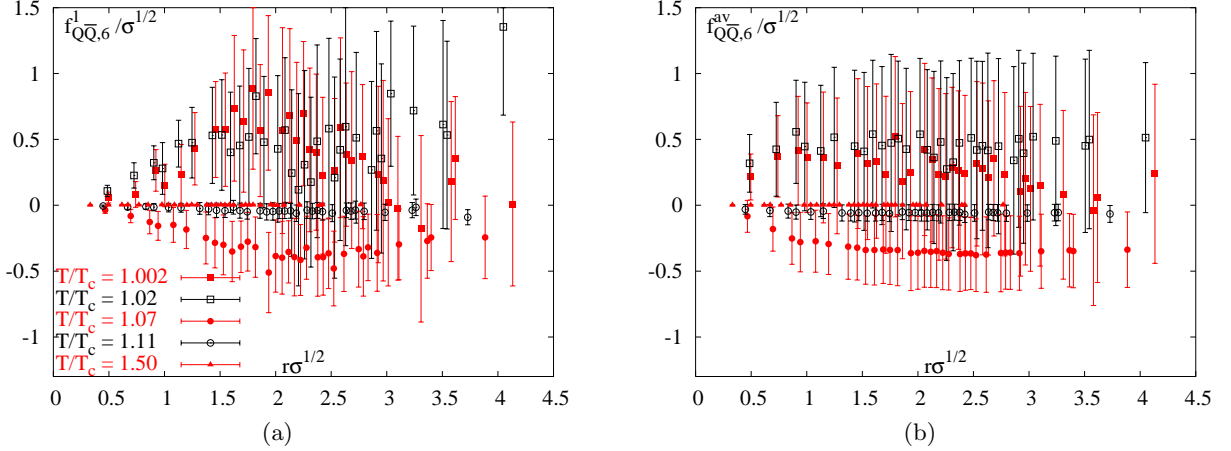 f^1_{QQ̅,6}/σ^{1/2}
1.5
1
0.5
0
-0.5
-1
T/T_c = 1.002
T/T_c = 1.02
T/T_c = 1.07
T/T_c = 1.11
T/T_c = 1.50
rσ^{1/2}
0 0.5 1 1.5 2 2.5 3 3.5 4 4.5
(a)
f^{av}_{QQ̅,6}/σ^{1/2}
1.5
1
0.5
0
-0.5
-1
rσ^{1/2}
0 0.5 1 1.5 2 2.5 3 3.5 4 4.5
(b)